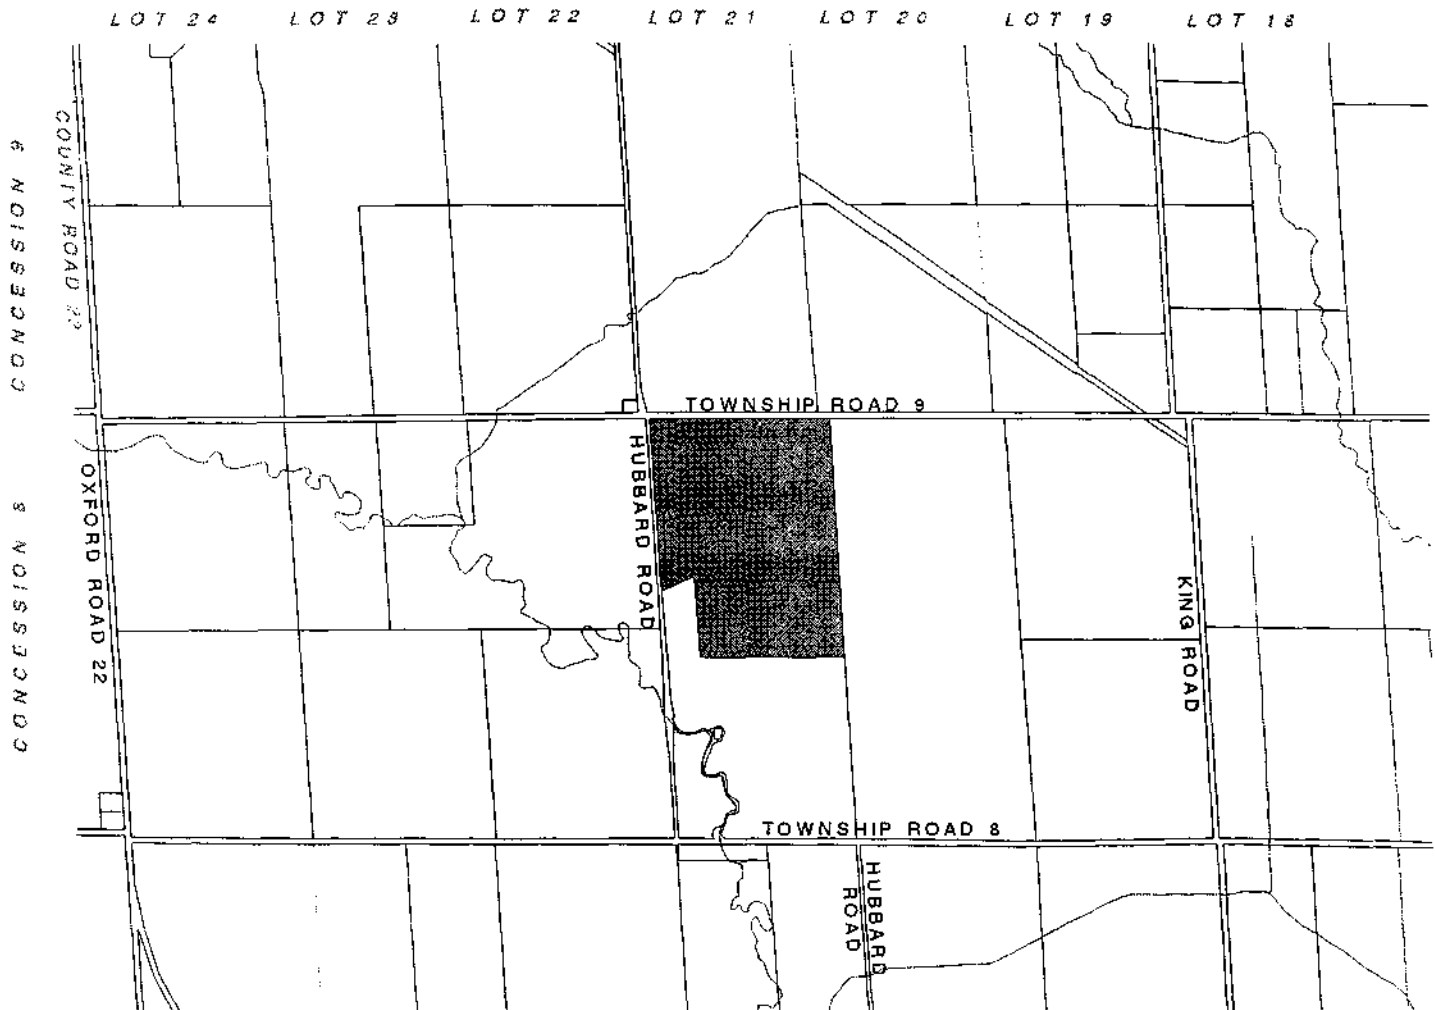 LOT 24 LOT 23 LOT 22 LOT 21 LOT 20 LOT 19 LOT 18
CONCESSION 9
COUNTY ROAD 22
TOWNSHIP ROAD 9
CONCESSION 8
OXFORD ROAD 22
HUBBARD ROAD
KING ROAD
TOWNSHIP ROAD 8
HUBBARD
ROAD